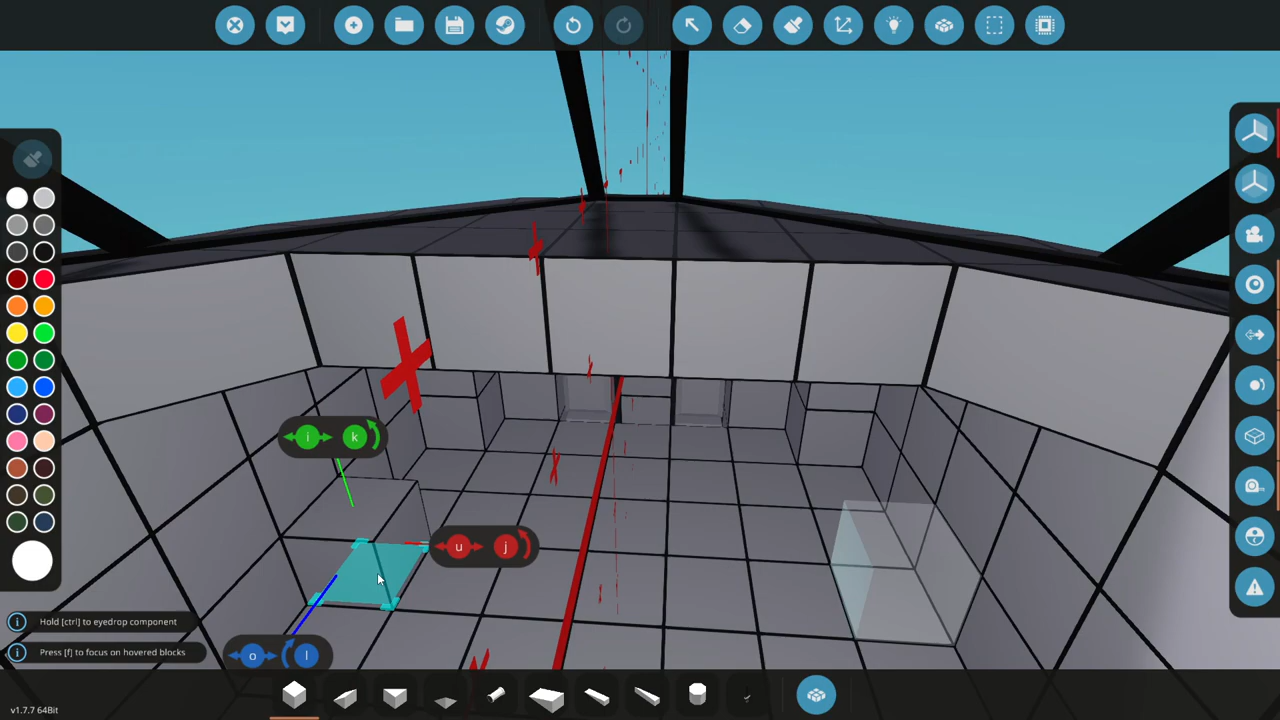 i k
u j
o l
Hold [ctrl] to eyedrop component
Press [f] to focus on hovered blocks
v1.7.7 64Bit